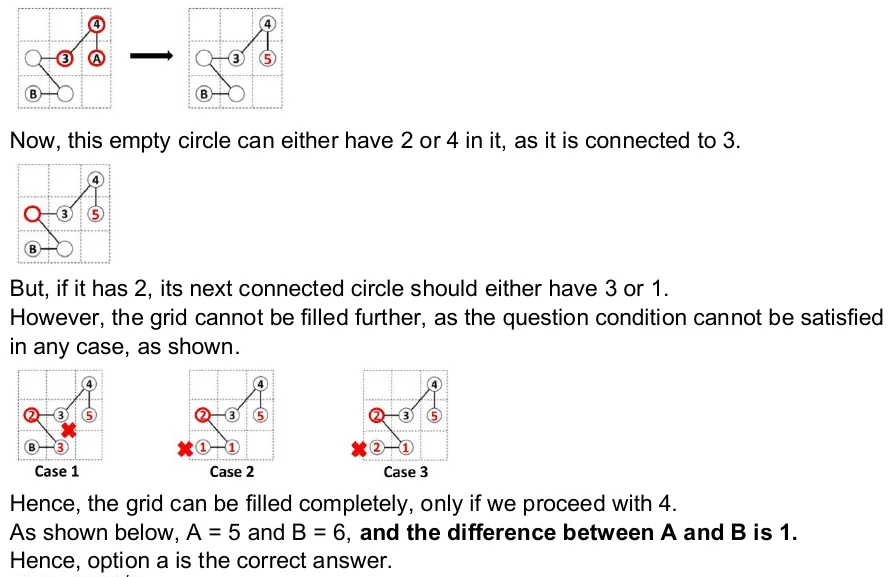 4 4
3 A 3 5
B B
Now, this empty circle can either have 2 or 4 in it, as it is connected to 3.
4
3 5
B
But, if it has 2, its next connected circle should either have 3 or 1.
However, the grid cannot be filled further, as the question condition cannot be satisfied
in any case, as shown.
4 4 4
2 3 5 2 3 5 2 3 5
B 3 1 1 2 1
Case 1 Case 2 Case 3
Hence, the grid can be filled completely, only if we proceed with 4.
As shown below, A = 5 and B = 6, and the difference between A and B is 1.
Hence, option a is the correct answer.